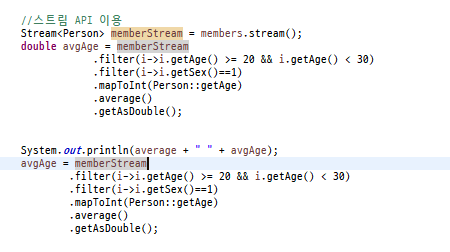 //스트림 API 이용
Stream<Person> memberStream = members.stream();
double avgAge = memberStream
.filter(i->i.getAge() >= 20 && i.getAge() < 30)
.filter(i->i.getSex()==1)
.mapToInt(Person::getAge)
.average()
.getAsDouble();
System.out.println(average + " " + avgAge);
avgAge = memberStream
.filter(i->i.getAge() >= 20 && i.getAge() < 30)
.filter(i->i.getSex()==1)
.mapToInt(Person::getAge)
.average()
.getAsDouble();